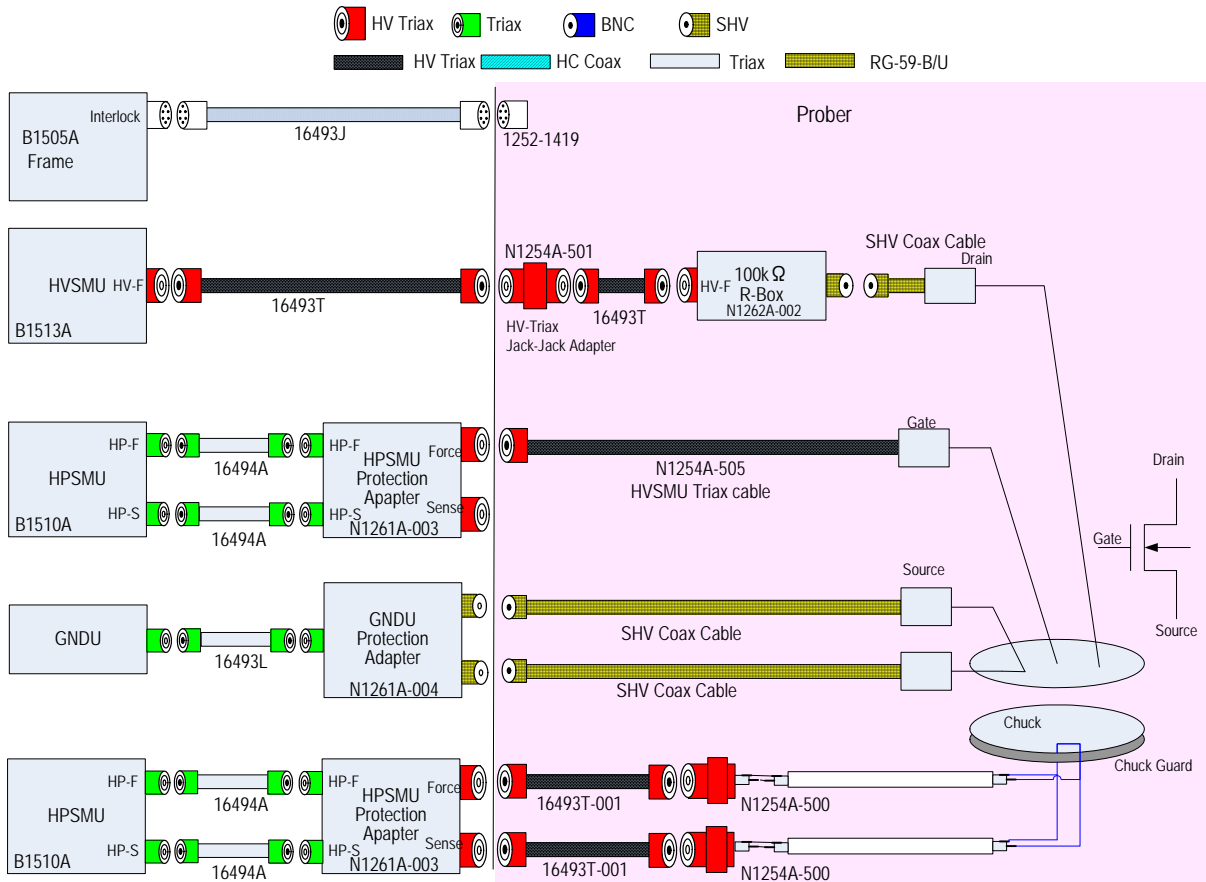 HV Triax
Triax
BNC
SHV
HV Triax
HC Coax
Triax
RG-59-B/U
Prober
Interlock
B1505A
Frame
16493J
1252-1419
HVSMU
HV-F
B1513A
16493T
N1254A-501
HV-Triax
Jack-Jack Adapter
16493T
HV-F
100k Ω
R-Box
N1262A-002
SHV Coax Cable
Drain
HPSMU
HP-F
HP-S
B1510A
16494A
16494A
HP-F
HP-S
HPSMU
Protection
Apapter
N1261A-003
Force
Sense
N1254A-505
HVSMU Triax cable
Gate
Drain
Gate
Source
GNDU
16493L
GNDU
Protection
Adapter
N1261A-004
SHV Coax Cable
SHV Coax Cable
Source
Chuck
Chuck Guard
HPSMU
HP-F
HP-S
B1510A
16494A
16494A
HP-F
HP-S
HPSMU
Protection
Apapter
N1261A-003
Force
Sense
16493T-001
16493T-001
N1254A-500
N1254A-500